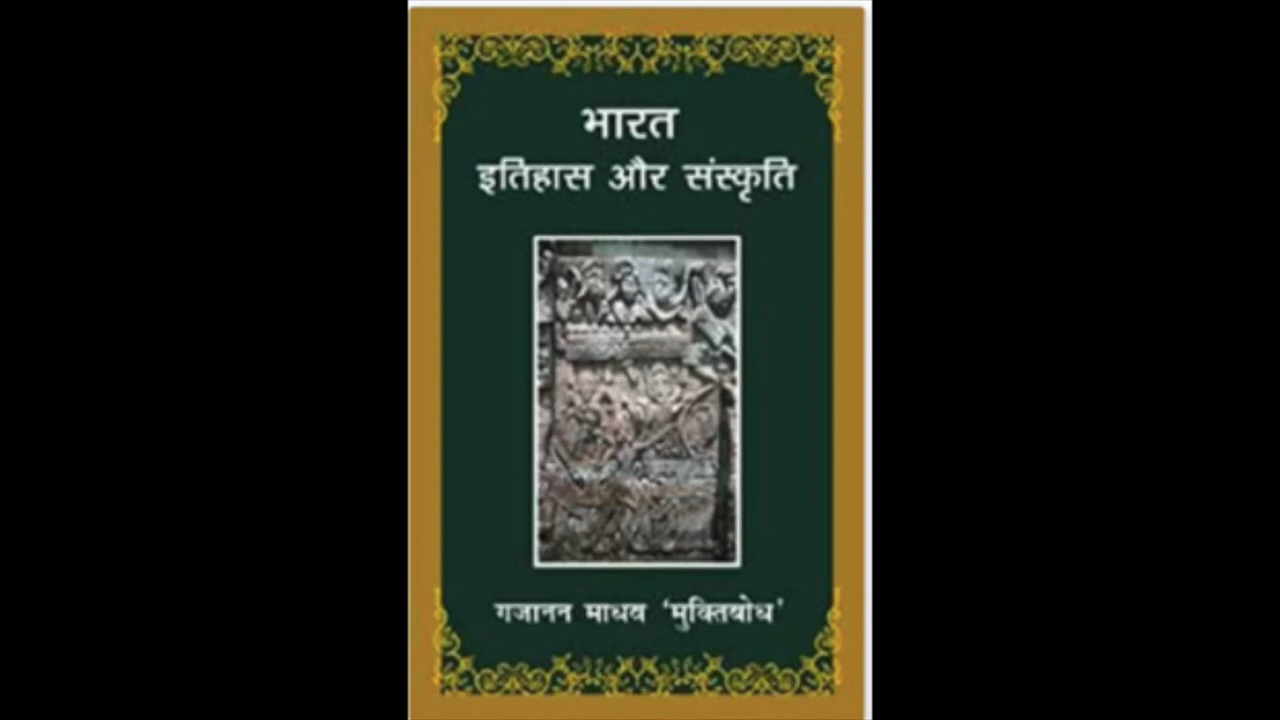 भारत
इतिहास और संस्कृति
गजानन माधव 'मुक्तिबोध'